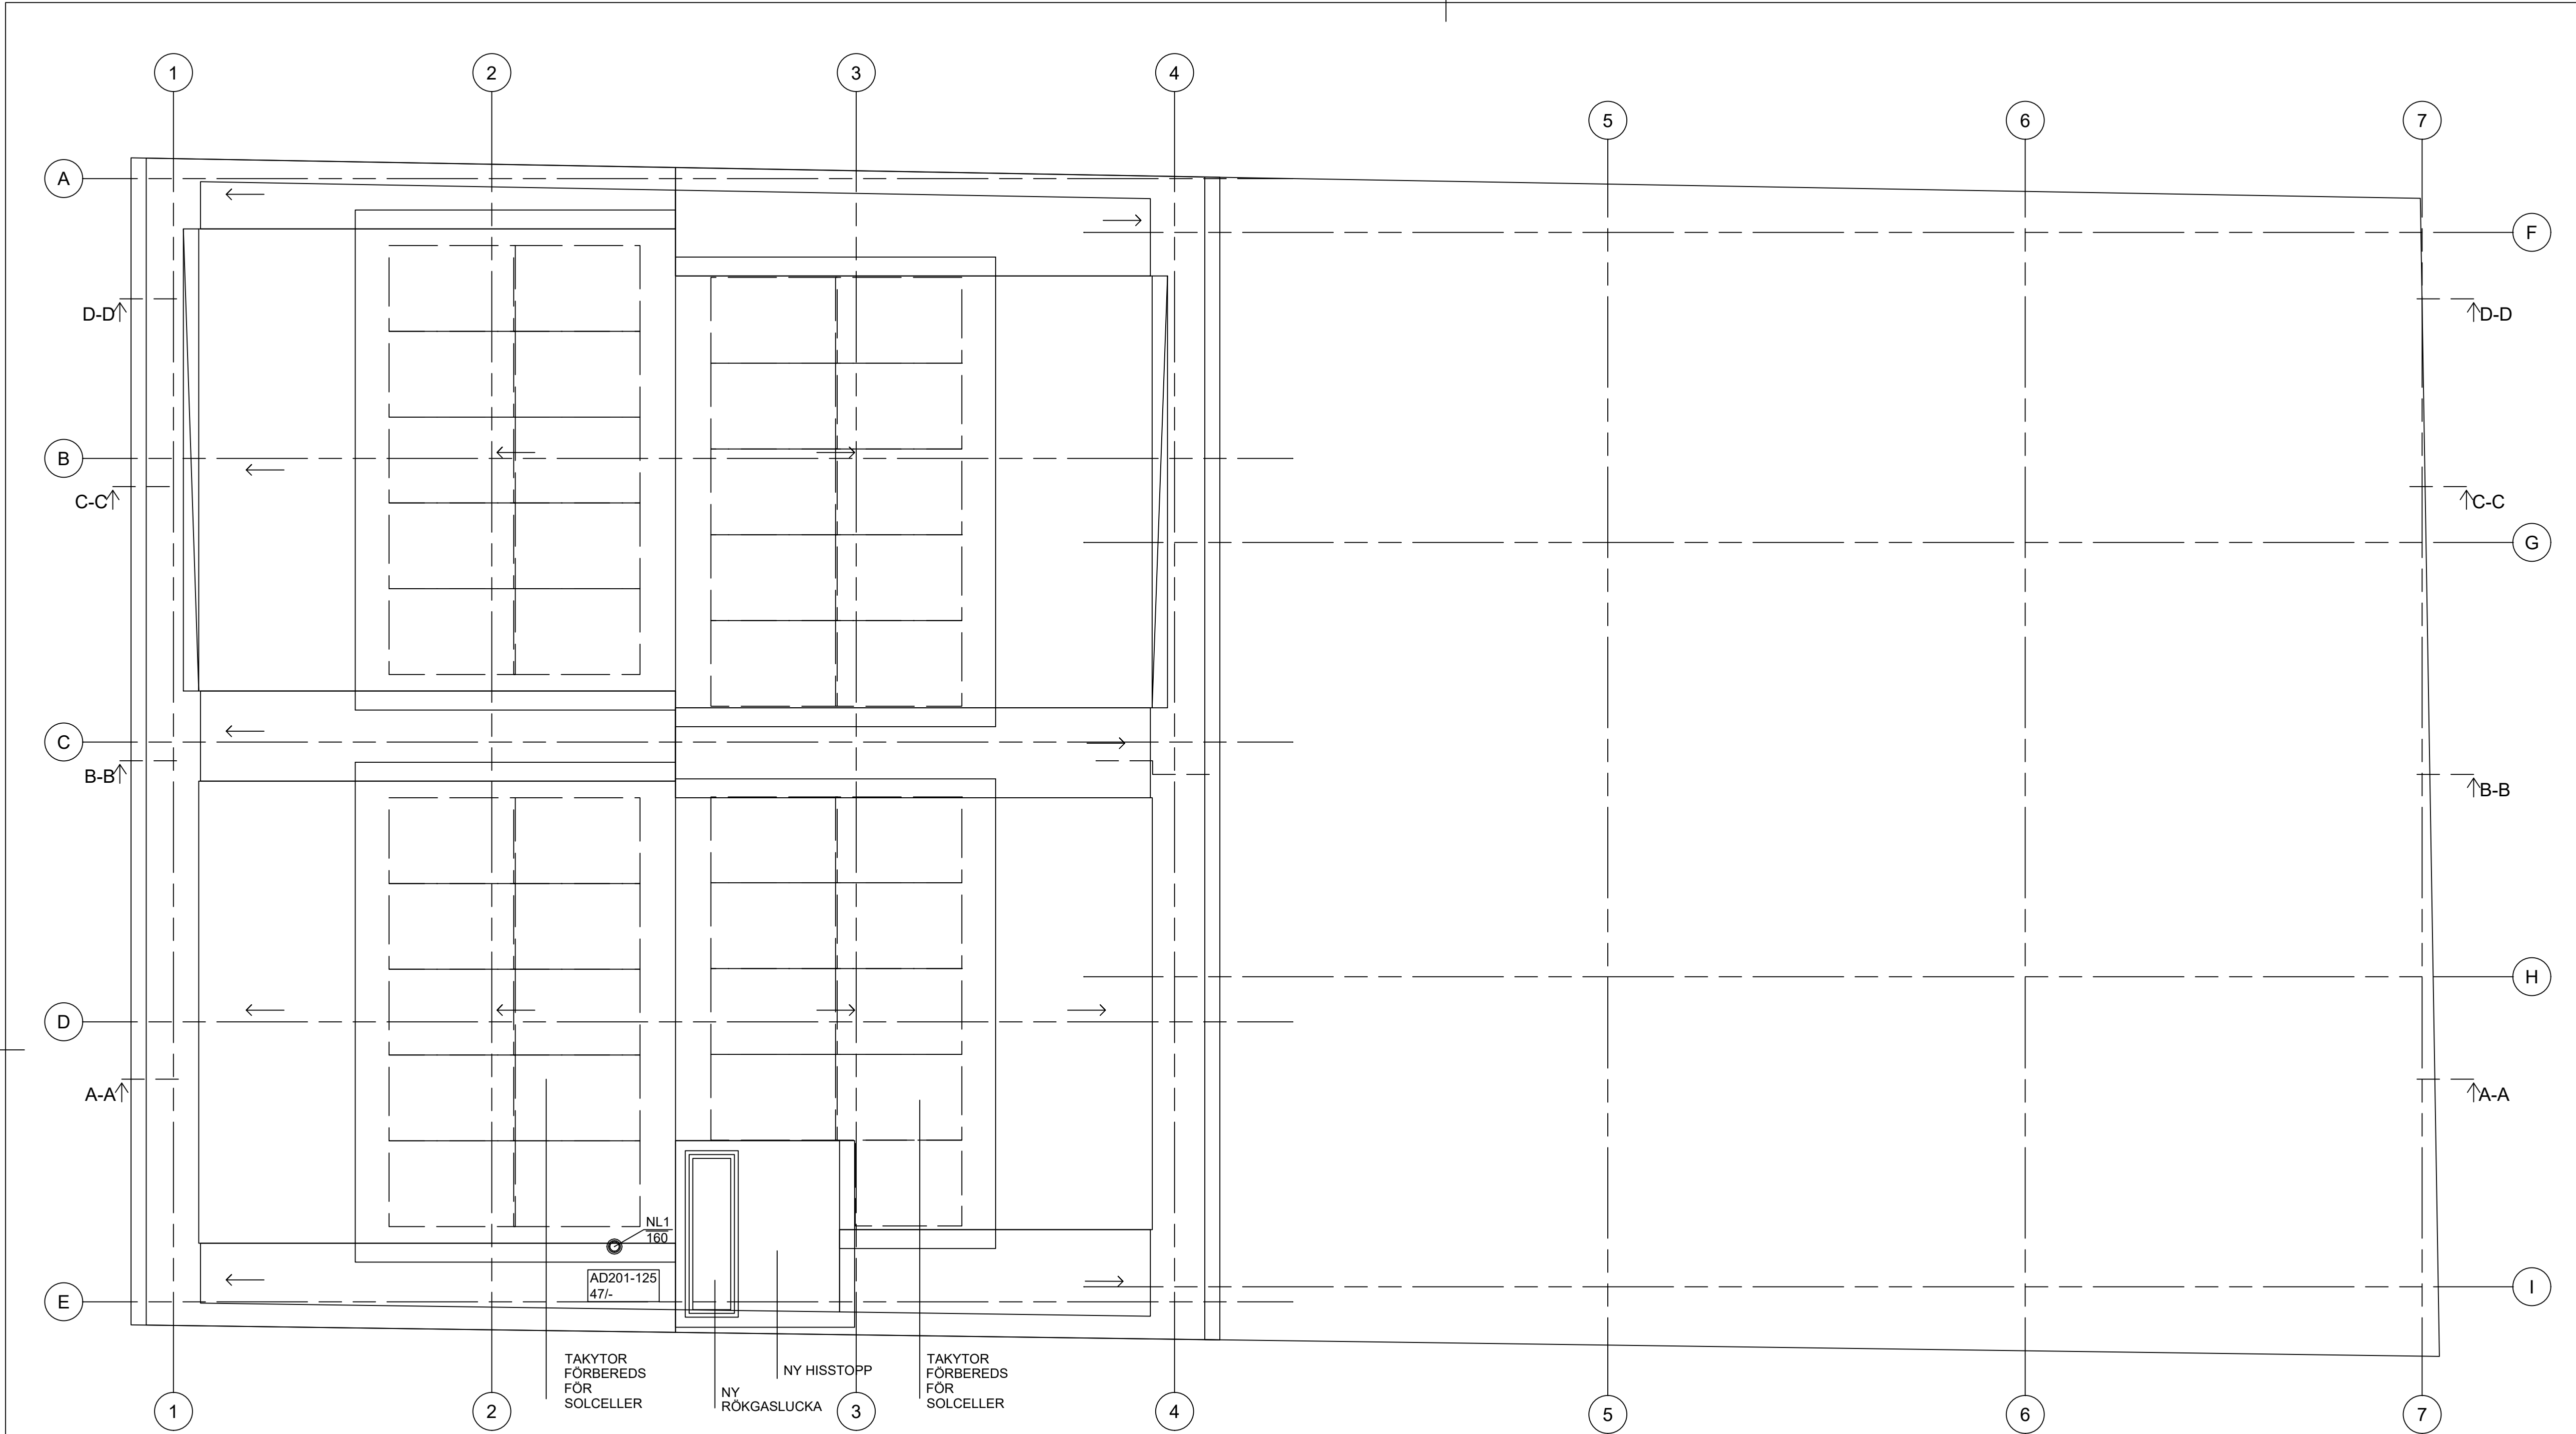 1
2
3
4
5
6
7
A
F
D-D
D-D
B
C-C
C-C
G
C
B-B
B-B
H
D
A-A
A-A
NL1
160
AD201-125
47/-
E
I
TAKYTOR
FÖRBEREDS
FÖR
SOLCELLER
NY
RÖKGASLUCKA
NY HISSTOPP
TAKYTOR
FÖRBEREDS
FÖR
SOLCELLER
1
2
3
4
5
6
7